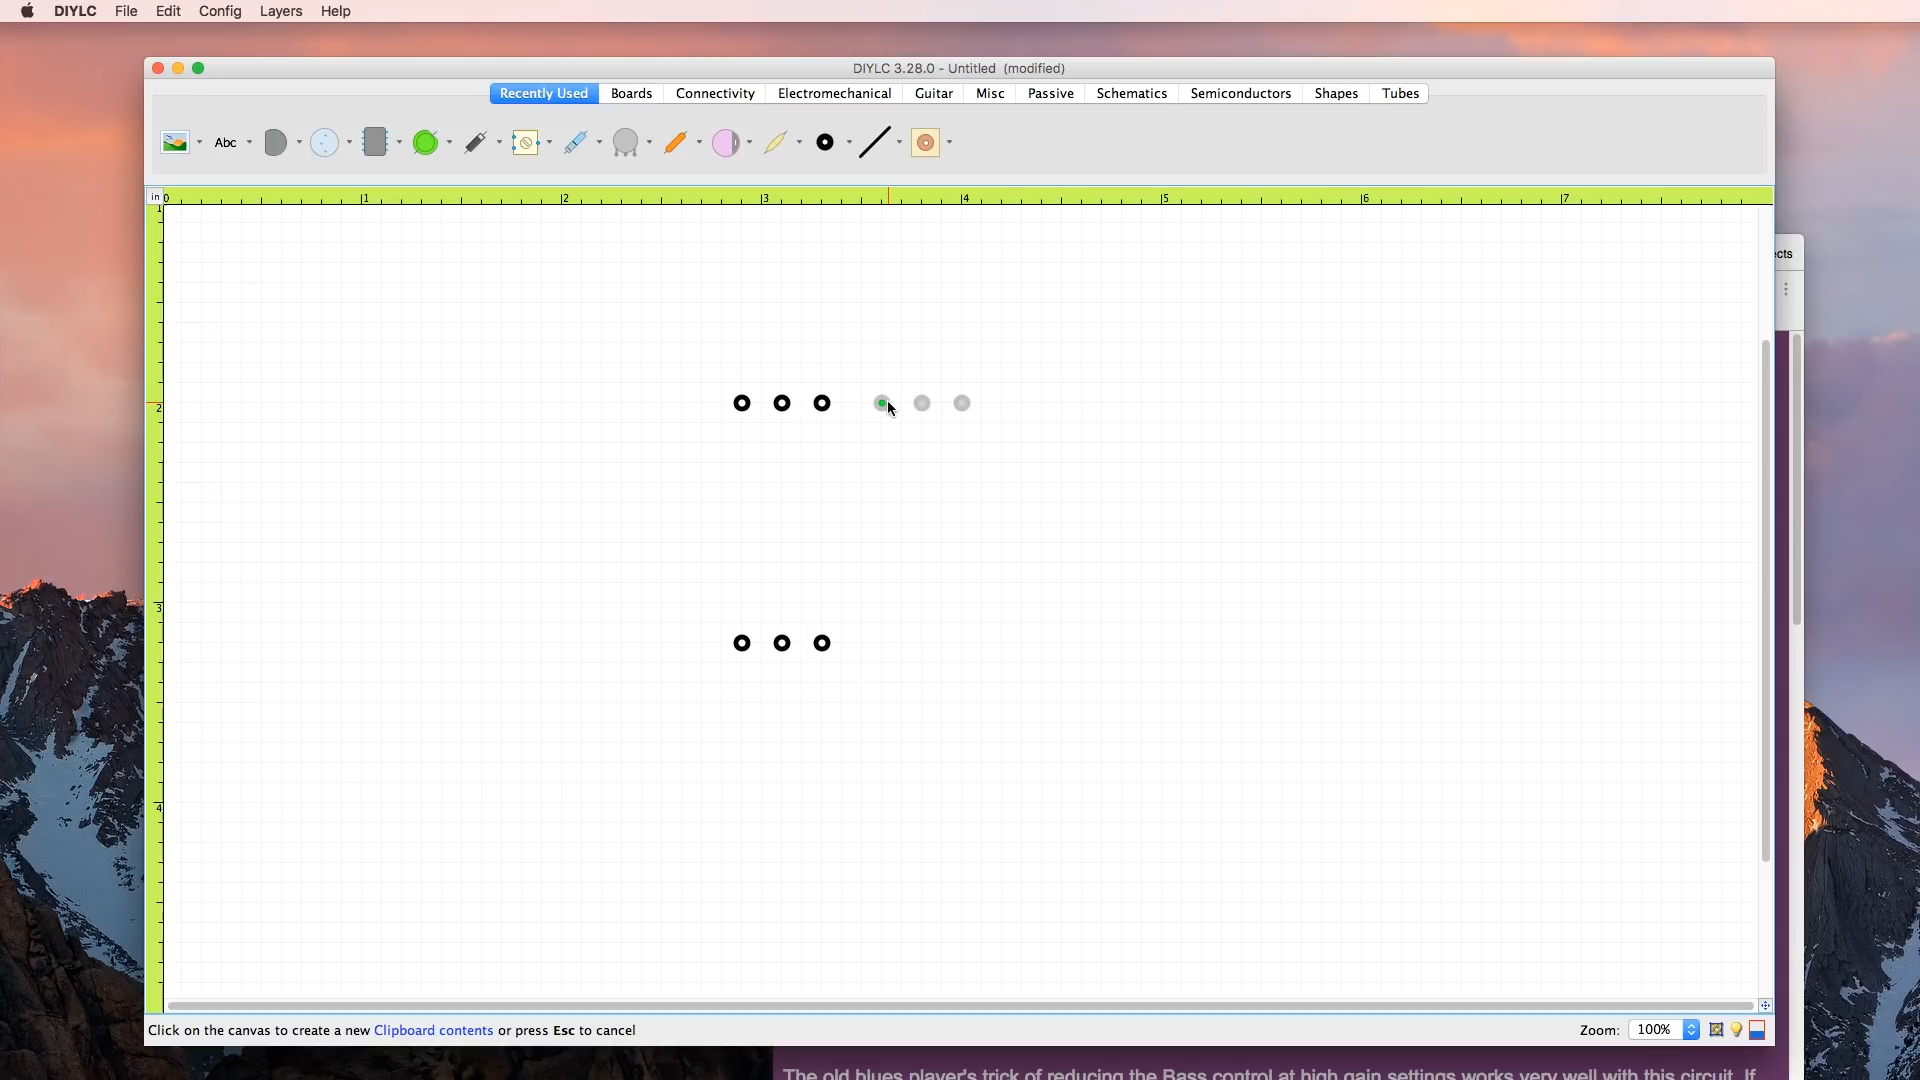 DIYLC File Edit Config Layers Help
DIYLC 3.28.0 - Untitled (modified)
Recently Used Boards Connectivity Electromechanical Guitar Misc Passive Schematics Semiconductors Shapes Tubes
Abc
in 0 1 2 3 4 5 6 7
1
ects
2
3
4
Click on the canvas to create a new Clipboard contents or press Esc to cancel Zoom: 100%
The old blues player's trick of reducing the Bass control at high gain settings works very well with this circuit. If